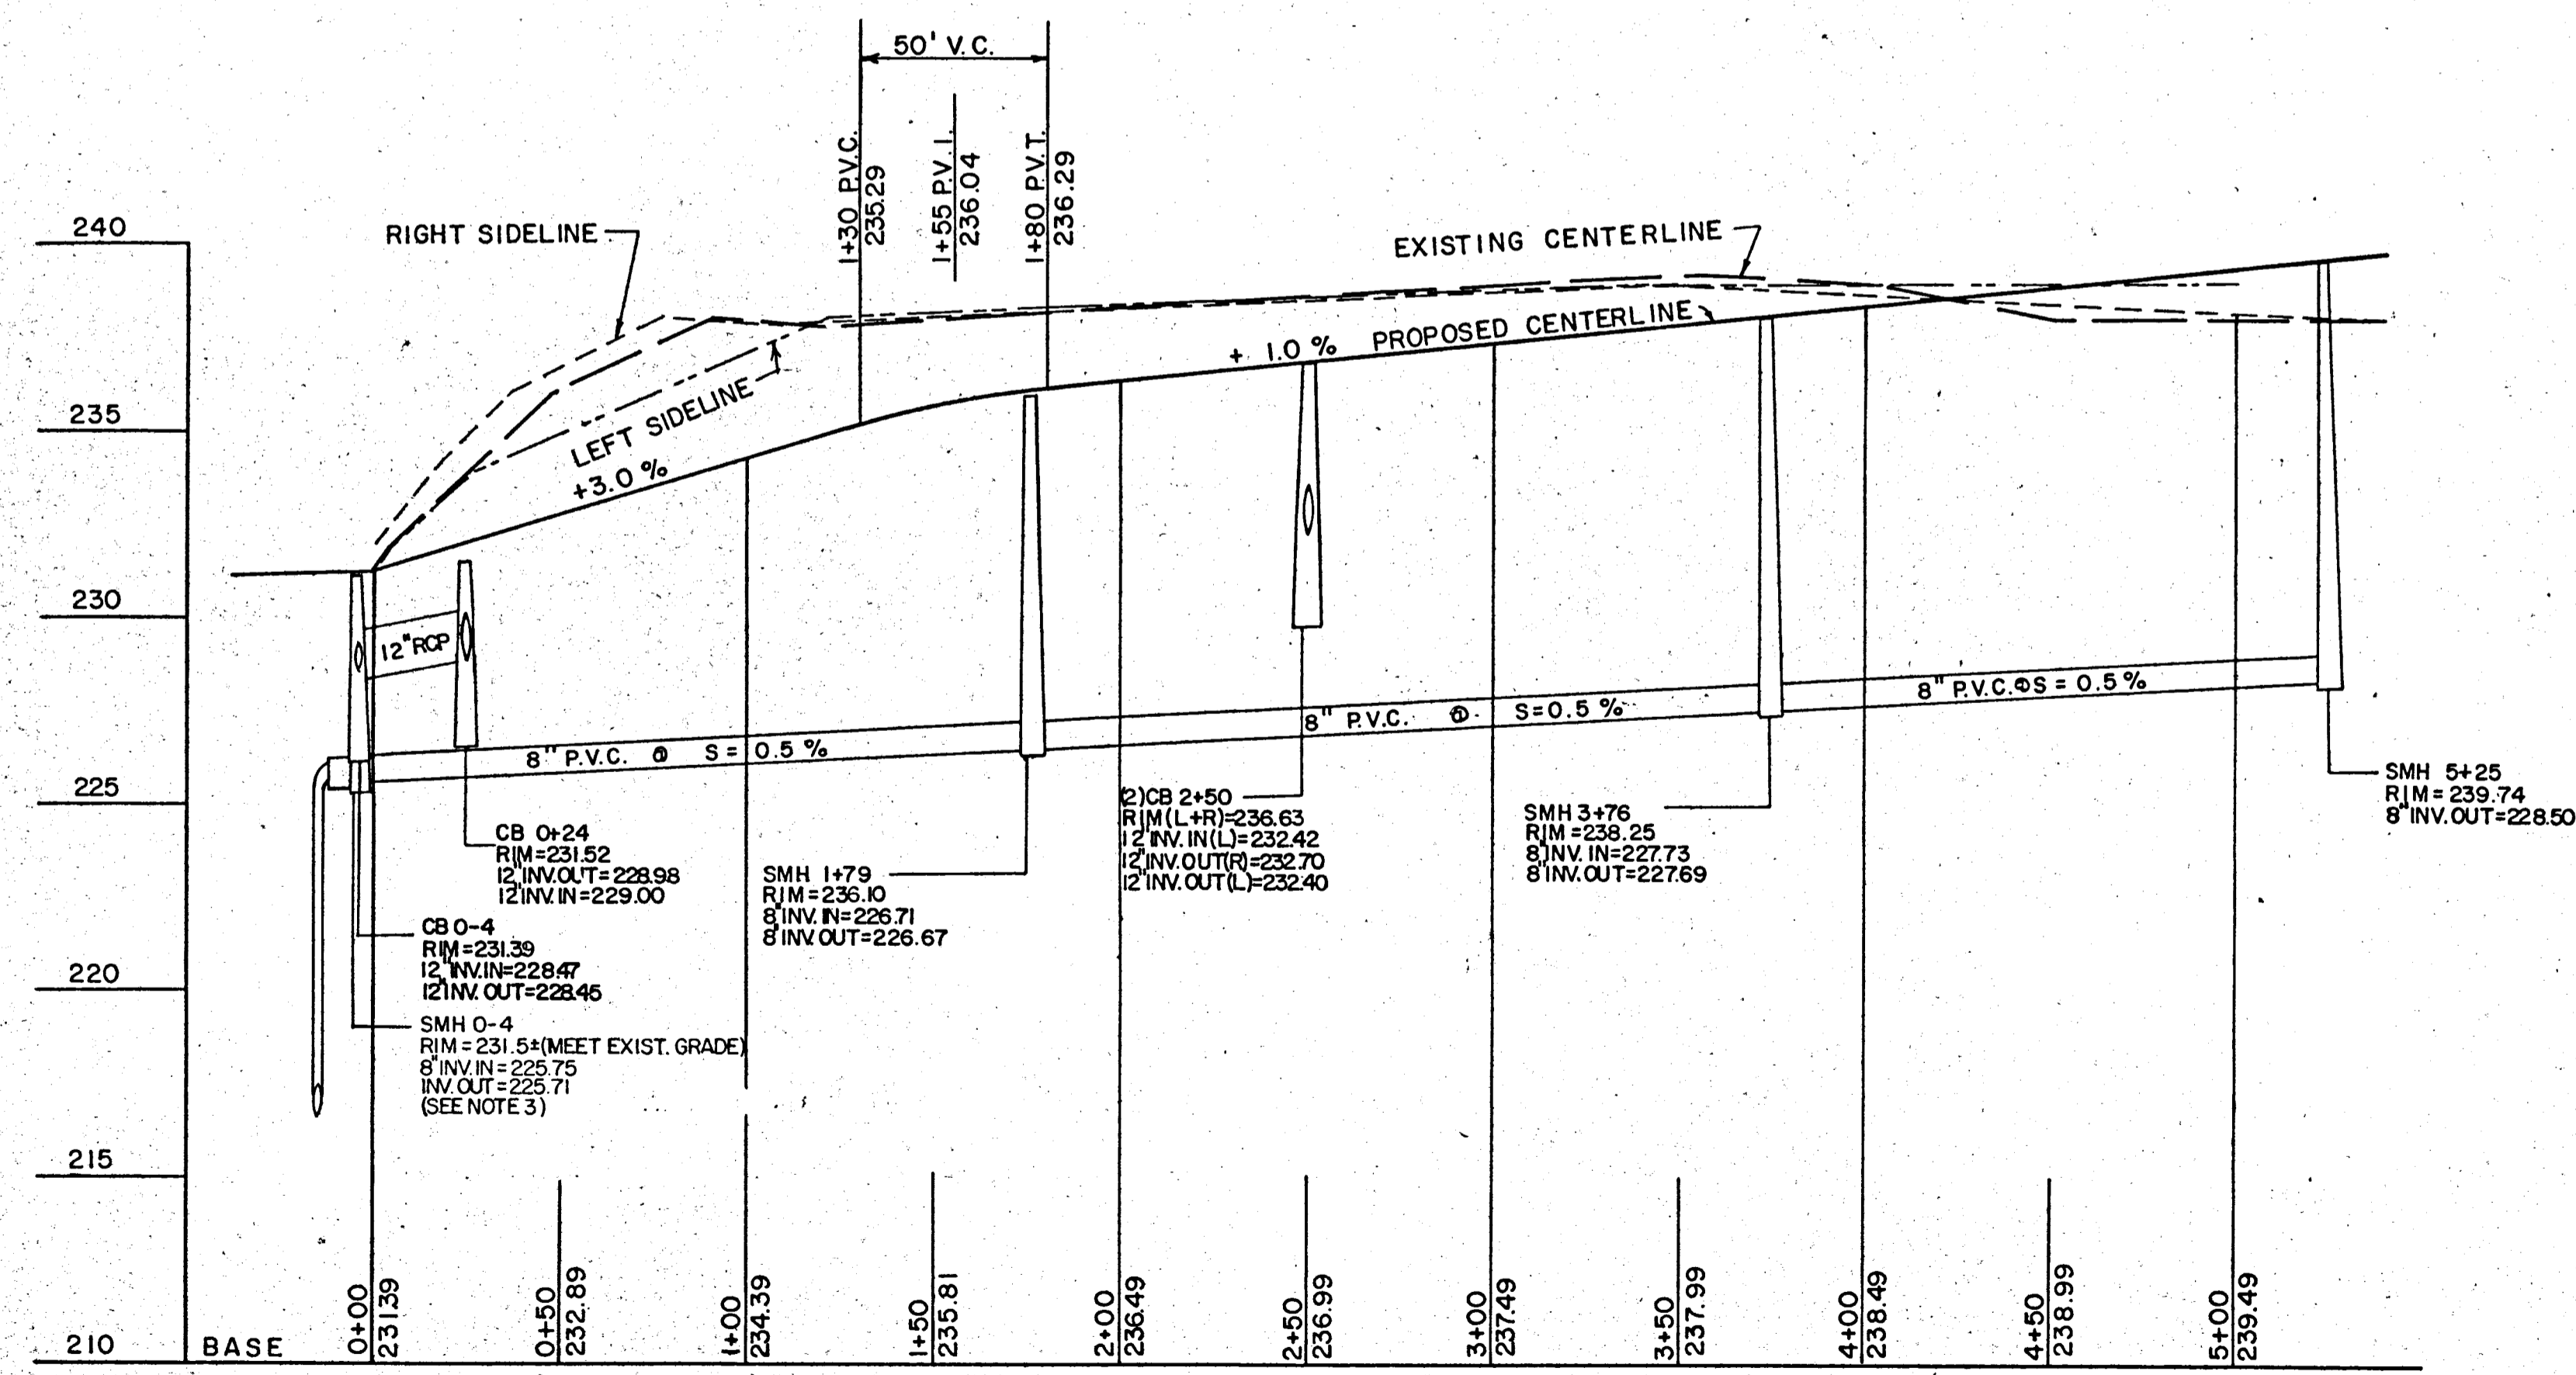 50' V.C.
1+30 P.V.C.
235.29
1+55 P.V.I.
236.04
1+80 P.V.T.
236.29
240
235
230
225
220
215
210
BASE
RIGHT SIDELINE
EXISTING CENTERLINE
LEFT SIDELINE
+3.0 %
+ 1.0 % PROPOSED CENTERLINE
12" RCP
8" P.V.C. @ S = 0.5 %
8" P.V.C. @ S=0.5 %
8" P.V.C. @ S = 0.5 %
CB 0+24
RIM=231.52
12" INV.OUT=228.98
12" INV. IN=229.00
CB 0-4
RIM=231.39
12" INV.IN=228.47
12" INV. OUT=228.45
SMH 0-4
RIM = 231.5±(MEET EXIST. GRADE)
8" INV. IN = 225.75
INV. OUT = 225.71
(SEE NOTE 3)
SMH 1+79
RIM = 236.10
8" INV. IN=226.71
8" INV. OUT=226.67
(2)CB 2+50
RIM(L+R)=236.63
12" INV. IN(L)=232.42
12" INV.OUT(R)=232.70
12" INV. OUT(L)=232.40
SMH 3+76
RIM = 238.25
8" INV. IN=227.73
8" INV.OUT=227.69
SMH 5+25
RIM = 239.74
8" INV.OUT=228.50
0+00
231.39
0+50
232.89
1+00
234.39
1+50
235.81
2+00
236.49
2+50
236.99
3+00
237.49
3+50
237.99
4+00
238.49
4+50
238.99
5+00
239.49